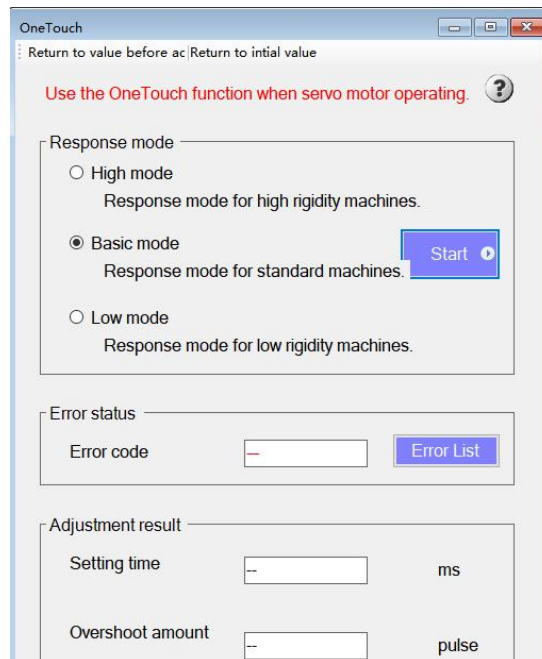 OneTouch
Return to value before ac Return to intial value
Use the OneTouch function when servo motor operating. ?
Response mode
High mode
Response mode for high rigidity machines.
Basic mode
Start
Response mode for standard machines.
Low mode
Response mode for low rigidity machines.
Error status
Error code -- Error List
Adjustment result
Setting time -- ms
Overshoot amount -- pulse